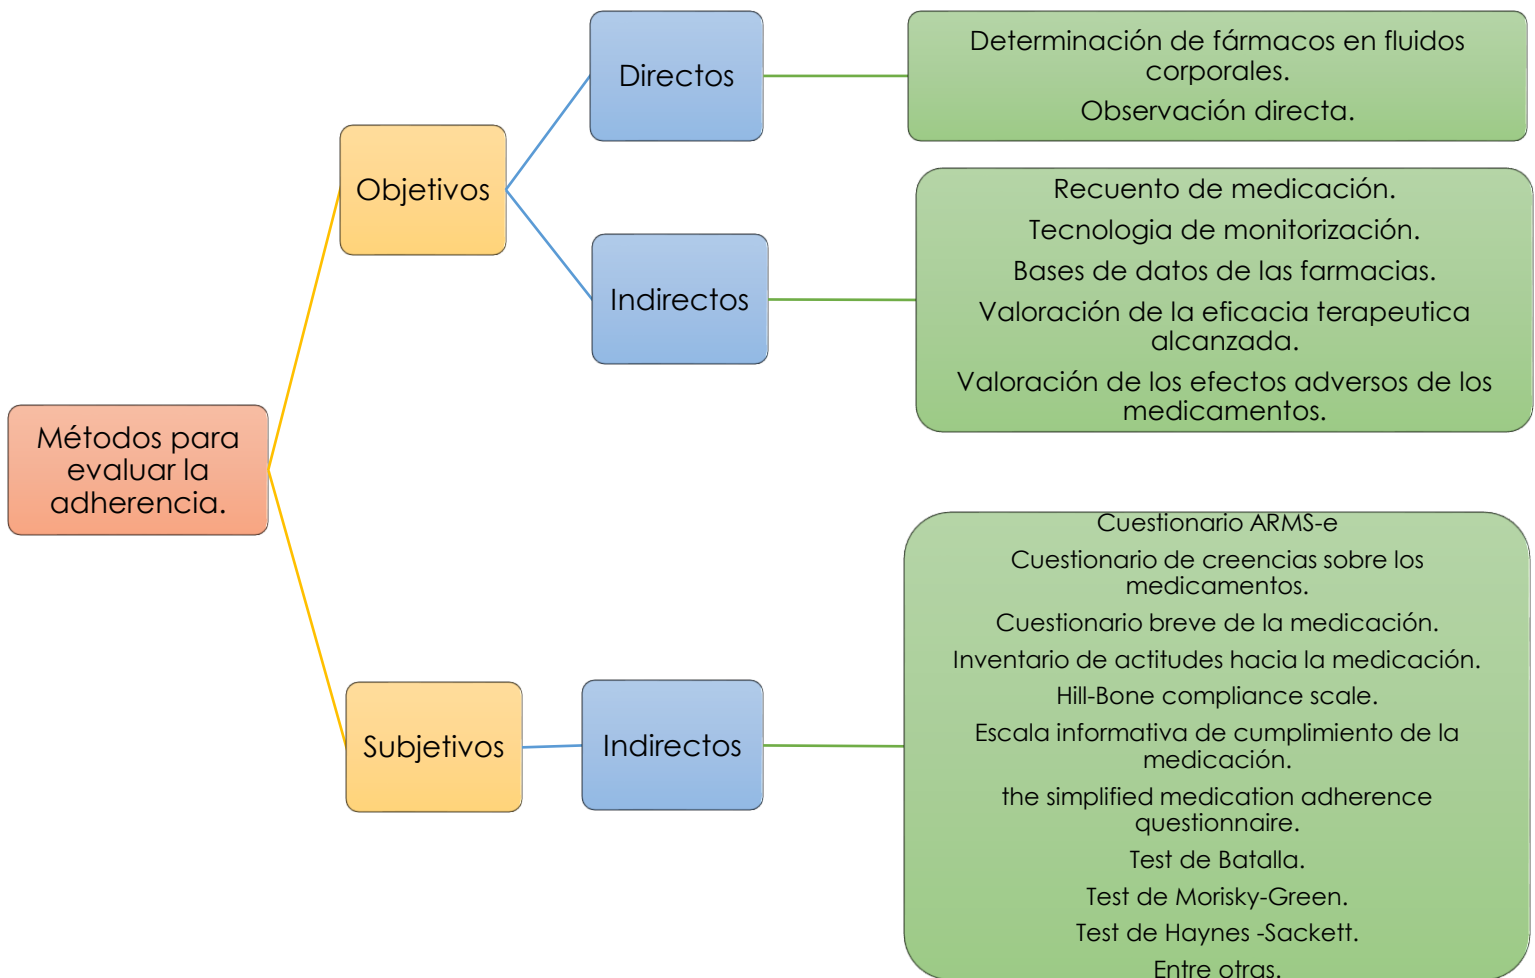 Métodos para
evaluar la
adherencia.
Objetivos
Directos
Determinación de fármacos en fluidos
corporales.
Observación directa.
Indirectos
Recuento de medicación.
Tecnologia de monitorización.
Bases de datos de las farmacias.
Valoración de la eficacia terapeutica
alcanzada.
Valoración de los efectos adversos de los
medicamentos.
Subjetivos
Indirectos
Cuestionario ARMS-e
Cuestionario de creencias sobre los
medicamentos.
Cuestionario breve de la medicación.
Inventario de actitudes hacia la medicación.
Hill-Bone compliance scale.
Escala informativa de cumplimiento de la
medicación.
the simplified medication adherence
questionnaire.
Test de Batalla.
Test de Morisky-Green.
Test de Haynes -Sackett.
Entre otras.